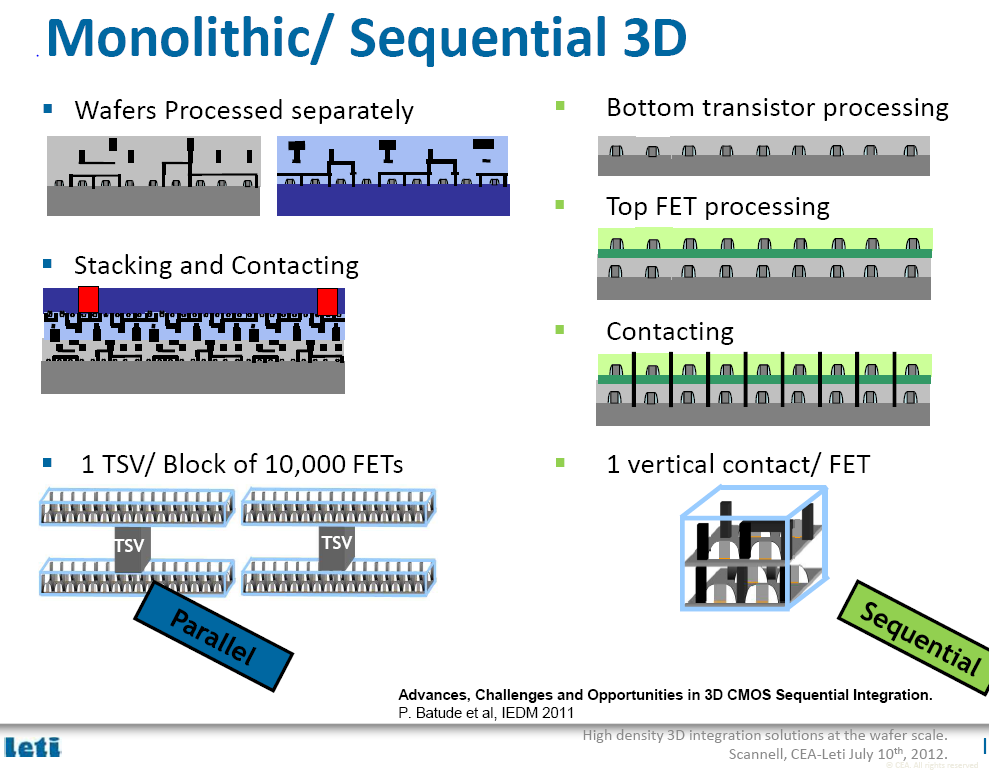 Monolithic/ Sequential 3D
Wafers Processed separately
Stacking and Contacting
1 TSV/ Block of 10,000 FETs
TSV
TSV
Parallel
Bottom transistor processing
Top FET processing
Contacting
1 vertical contact/ FET
Sequential
Advances, Challenges and Opportunities in 3D CMOS Sequential Integration.
P. Batude et al, IEDM 2011
leti
High density 3D integration solutions at the wafer scale.
Scannell, CEA-Leti July 10th, 2012.
© CEA. All rights reserved